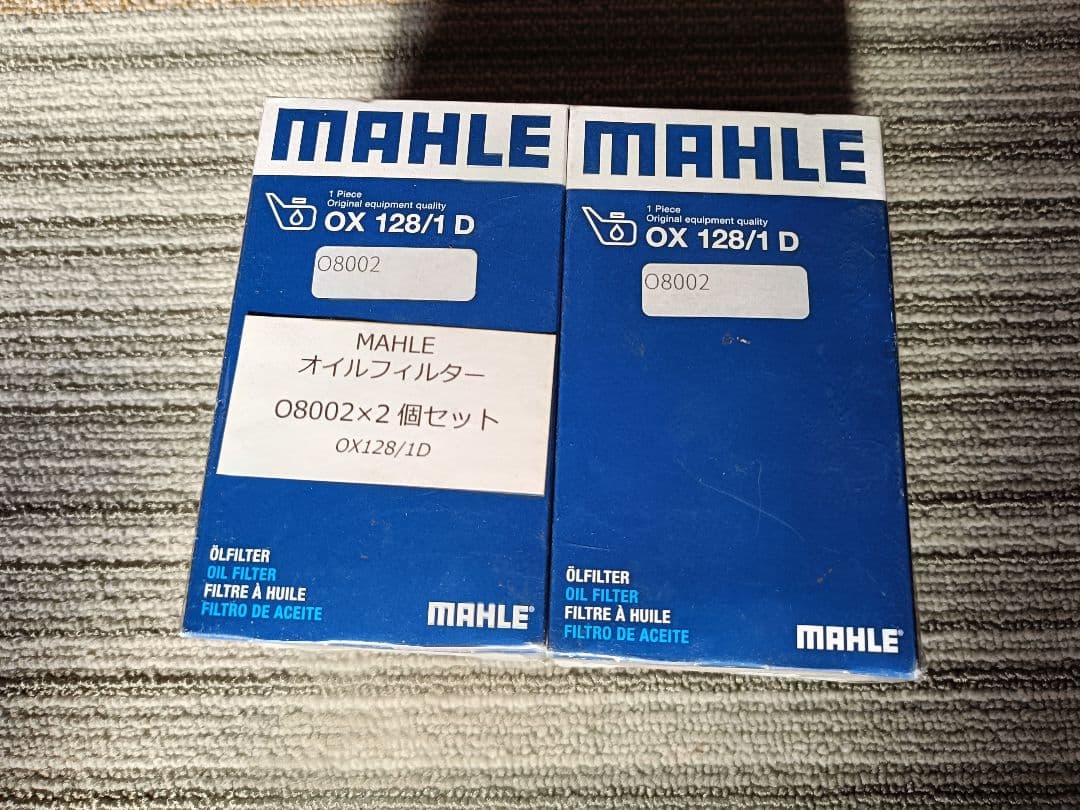 MAHLE
1 Piece
Original equipment quality
OX 128/1 D
O8002
MAHLE
オイルフィルター
O8002×2個セット
OX128/1D
ÖLFILTER
OIL FILTER
FILTRE À HUILE
FILTRO DE ACEITE
MAHLE®
MAHLE
1 Piece
Original equipment quality
OX 128/1 D
O8002
ÖLFILTER
OIL FILTER
FILTRE À HUILE
FILTRO DE ACEITE
MAHLE®